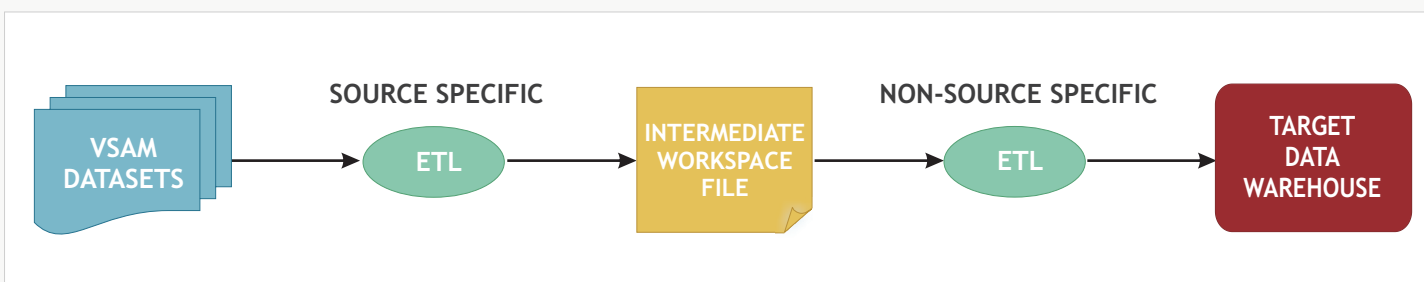 SOURCE SPECIFIC
NON-SOURCE SPECIFIC
VSAM
DATASETS
ETL
INTERMEDIATE
WORKSPACE
FILE
ETL
TARGET
DATA
WAREHOUSE